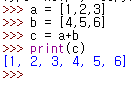 >>> a = [1,2,3]
>>> b = [4,5,6]
>>> c = a+b
>>> print(c)
[1, 2, 3, 4, 5, 6]
>>>